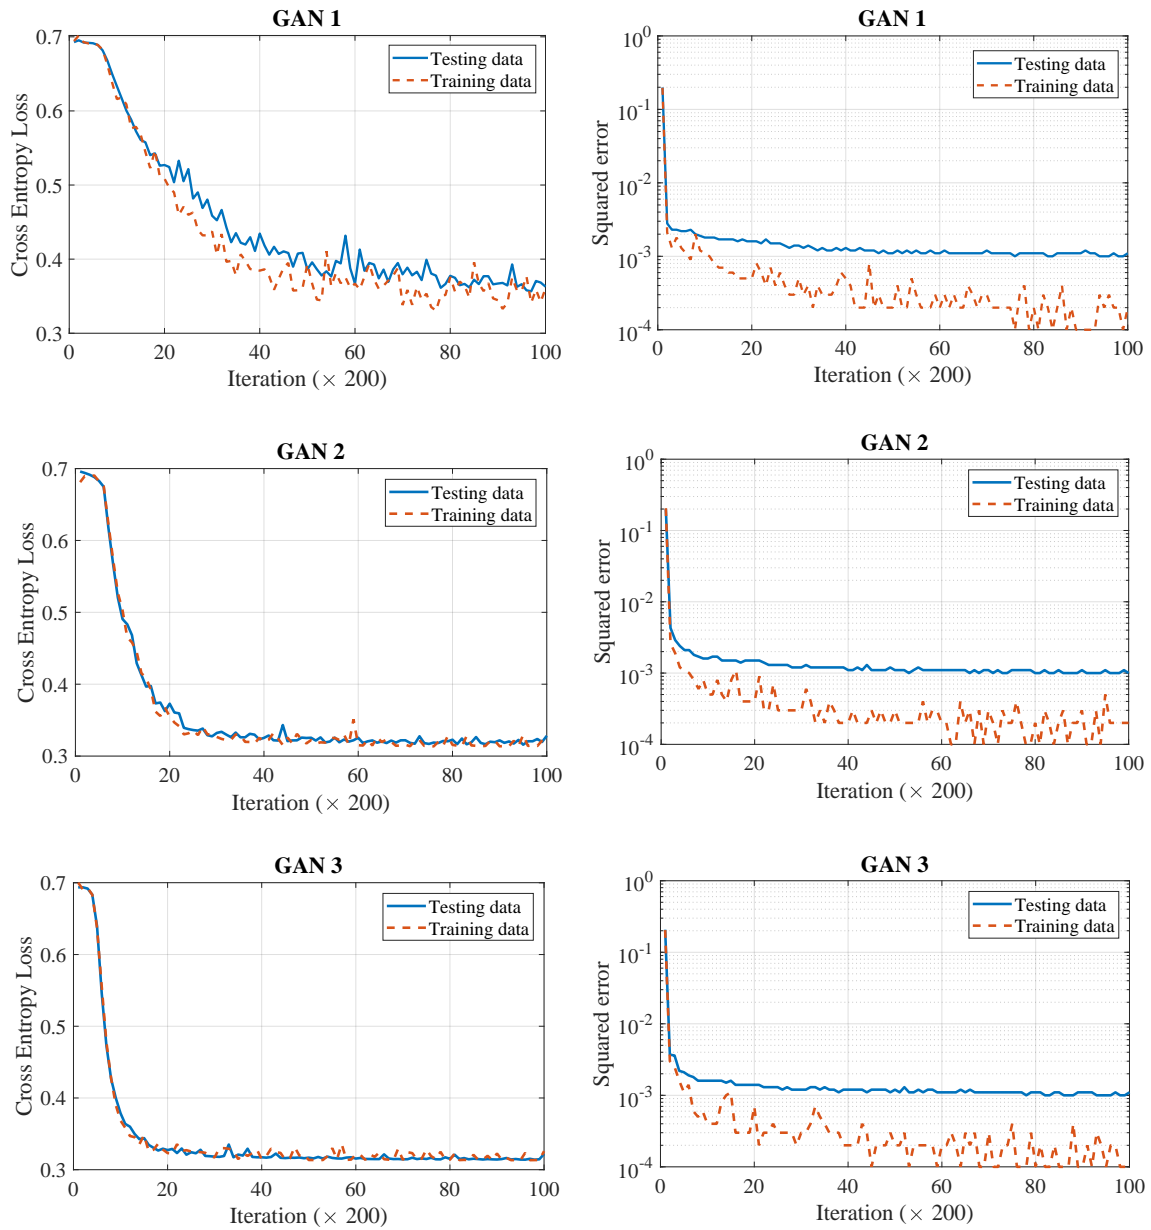 GAN 1
Cross Entropy Loss
0.7
0.6
0.5
0.4
0.3
Testing data
Training data
0 20 40 60 80 100
Iteration (× 200)
GAN 1
Squared error
10^0
10^-1
10^-2
10^-3
10^-4
Testing data
Training data
0 20 40 60 80 100
Iteration (× 200)
GAN 2
Cross Entropy Loss
0.7
0.6
0.5
0.4
0.3
Testing data
Training data
0 20 40 60 80 100
Iteration (× 200)
GAN 2
Squared error
10^0
10^-1
10^-2
10^-3
10^-4
Testing data
Training data
0 20 40 60 80 100
Iteration (× 200)
GAN 3
Cross Entropy Loss
0.7
0.6
0.5
0.4
0.3
Testing data
Training data
0 20 40 60 80 100
Iteration (× 200)
GAN 3
Squared error
10^0
10^-1
10^-2
10^-3
10^-4
Testing data
Training data
0 20 40 60 80 100
Iteration (× 200)